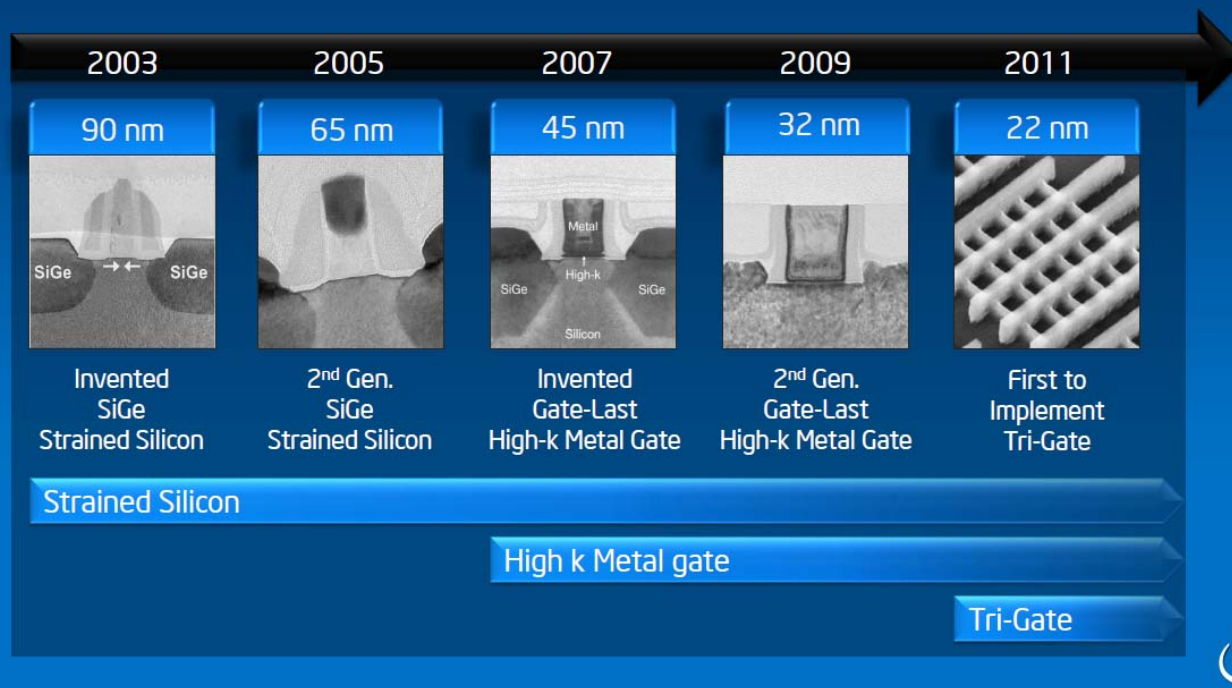 2003 2005 2007 2009 2011
90 nm 65 nm 45 nm 32 nm 22 nm
SiGe SiGe
Metal
High-k
SiGe SiGe
Silicon
Invented
SiGe
Strained Silicon
2nd Gen.
SiGe
Strained Silicon
Invented
Gate-Last
High-k Metal Gate
2nd Gen.
Gate-Last
High-k Metal Gate
First to
Implement
Tri-Gate
Strained Silicon
High k Metal gate
Tri-Gate